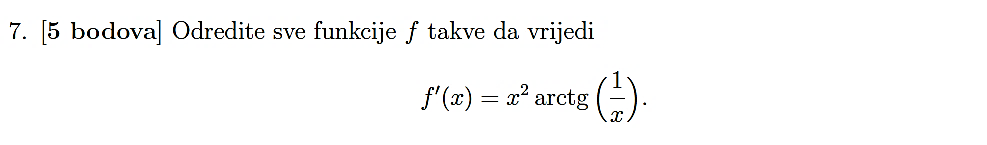 7. [5 bodova] Odredite sve funkcije f takve da vrijedi
f′(x) = x² arctg (1/x).